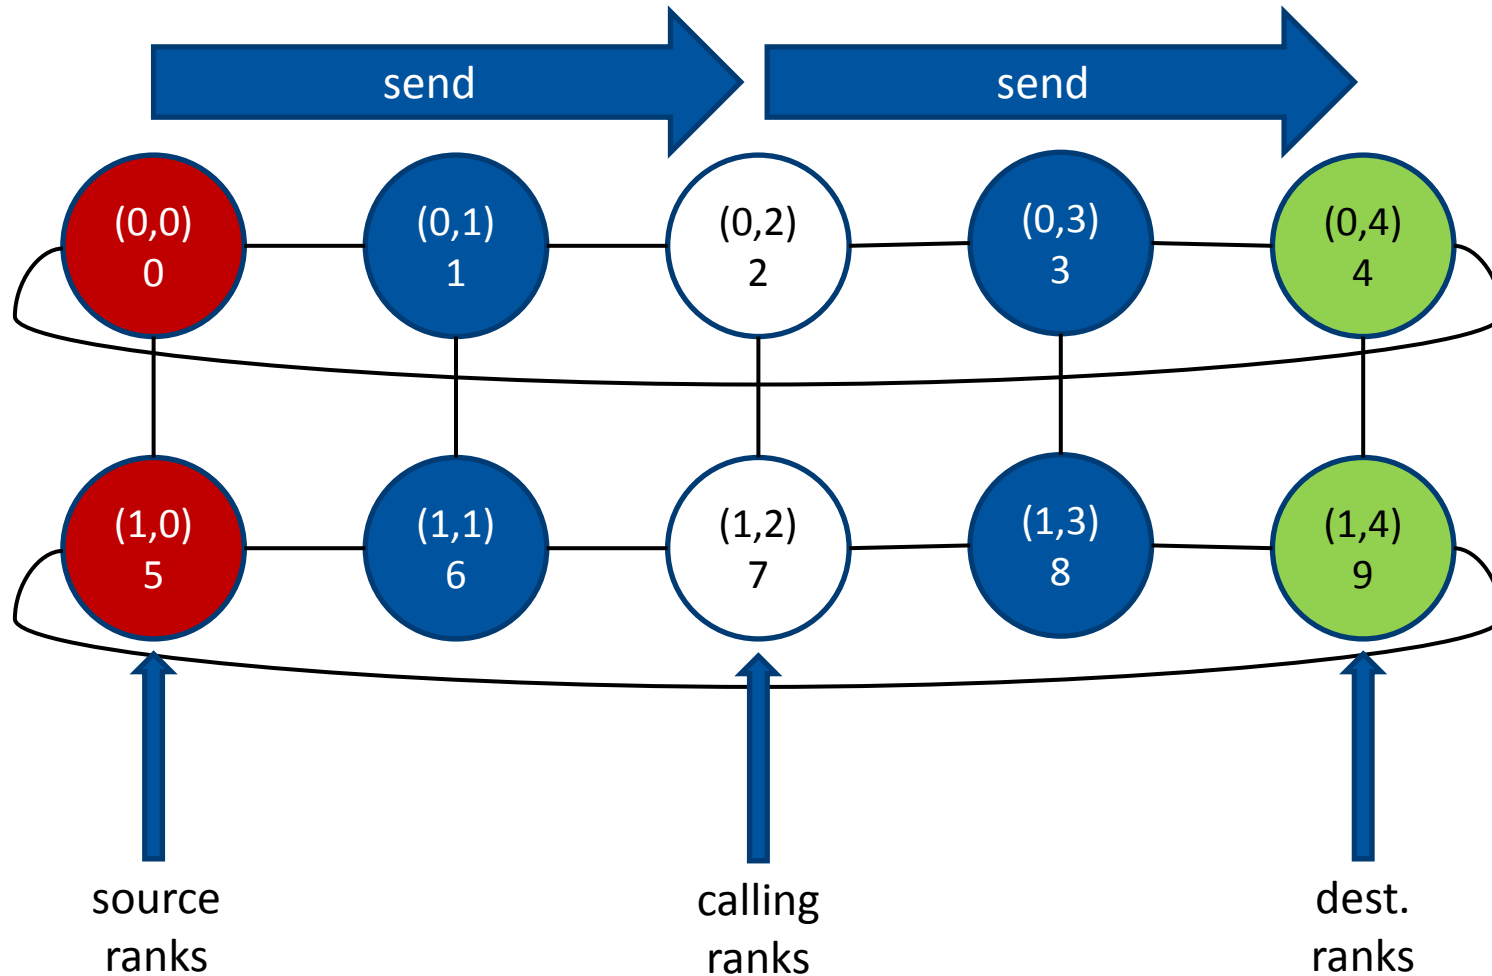 send
send
(0,0)
0
(0,1)
1
(0,2)
2
(0,3)
3
(0,4)
4
(1,0)
5
(1,1)
6
(1,2)
7
(1,3)
8
(1,4)
9
source
ranks
calling
ranks
dest.
ranks